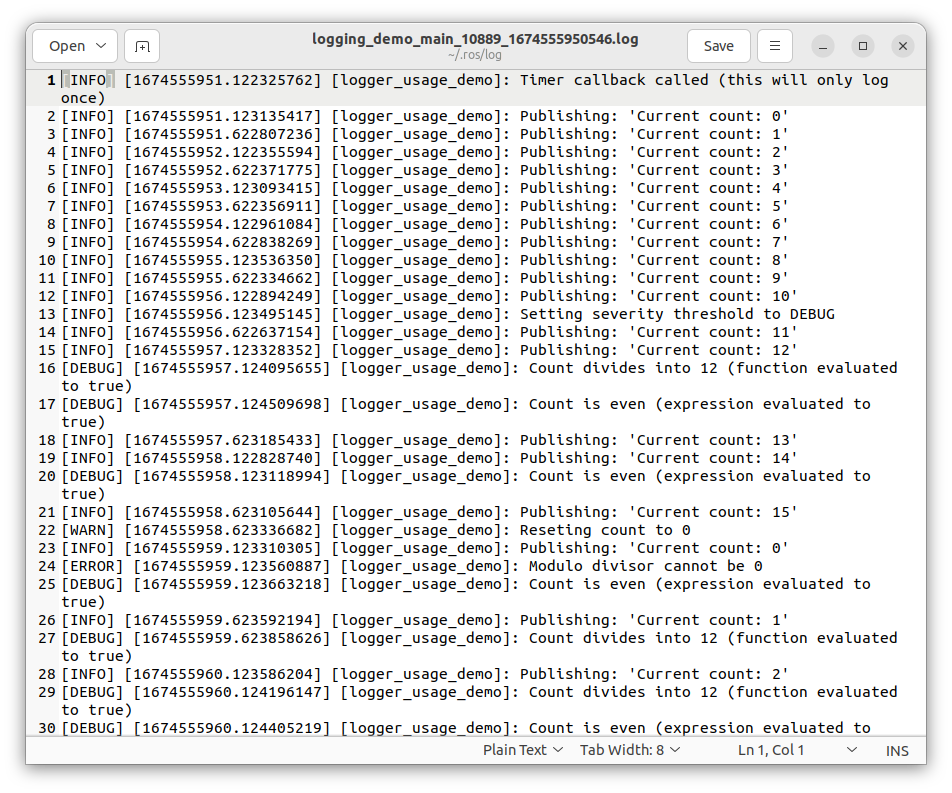 Open
logging_demo_main_10889_1674555950546.log
~/.ros/log
Save
1 [INFO] [1674555951.122325762] [logger_usage_demo]: Timer callback called (this will only log
once)
2 [INFO] [1674555951.123135417] [logger_usage_demo]: Publishing: 'Current count: 0'
3 [INFO] [1674555951.622807236] [logger_usage_demo]: Publishing: 'Current count: 1'
4 [INFO] [1674555952.122355594] [logger_usage_demo]: Publishing: 'Current count: 2'
5 [INFO] [1674555952.622371775] [logger_usage_demo]: Publishing: 'Current count: 3'
6 [INFO] [1674555953.123093415] [logger_usage_demo]: Publishing: 'Current count: 4'
7 [INFO] [1674555953.622356911] [logger_usage_demo]: Publishing: 'Current count: 5'
8 [INFO] [1674555954.122961084] [logger_usage_demo]: Publishing: 'Current count: 6'
9 [INFO] [1674555954.622838269] [logger_usage_demo]: Publishing: 'Current count: 7'
10 [INFO] [1674555955.123536350] [logger_usage_demo]: Publishing: 'Current count: 8'
11 [INFO] [1674555955.622334662] [logger_usage_demo]: Publishing: 'Current count: 9'
12 [INFO] [1674555956.122894249] [logger_usage_demo]: Publishing: 'Current count: 10'
13 [INFO] [1674555956.123495145] [logger_usage_demo]: Setting severity threshold to DEBUG
14 [INFO] [1674555956.622637154] [logger_usage_demo]: Publishing: 'Current count: 11'
15 [INFO] [1674555957.123328352] [logger_usage_demo]: Publishing: 'Current count: 12'
16 [DEBUG] [1674555957.124095655] [logger_usage_demo]: Count divides into 12 (function evaluated
to true)
17 [DEBUG] [1674555957.124509698] [logger_usage_demo]: Count is even (expression evaluated to
true)
18 [INFO] [1674555957.623185433] [logger_usage_demo]: Publishing: 'Current count: 13'
19 [INFO] [1674555958.122828740] [logger_usage_demo]: Publishing: 'Current count: 14'
20 [DEBUG] [1674555958.123118994] [logger_usage_demo]: Count is even (expression evaluated to
true)
21 [INFO] [1674555958.623105644] [logger_usage_demo]: Publishing: 'Current count: 15'
22 [WARN] [1674555958.623336682] [logger_usage_demo]: Reseting count to 0
23 [INFO] [1674555959.123310305] [logger_usage_demo]: Publishing: 'Current count: 0'
24 [ERROR] [1674555959.123560887] [logger_usage_demo]: Modulo divisor cannot be 0
25 [DEBUG] [1674555959.123663218] [logger_usage_demo]: Count is even (expression evaluated to
true)
26 [INFO] [1674555959.623592194] [logger_usage_demo]: Publishing: 'Current count: 1'
27 [DEBUG] [1674555959.623858626] [logger_usage_demo]: Count divides into 12 (function evaluated
to true)
28 [INFO] [1674555960.123586204] [logger_usage_demo]: Publishing: 'Current count: 2'
29 [DEBUG] [1674555960.124196147] [logger_usage_demo]: Count divides into 12 (function evaluated
to true)
30 [DEBUG] [1674555960.124405219] [logger_usage_demo]: Count is even (expression evaluated to
Plain Text Tab Width: 8 Ln 1, Col 1 INS